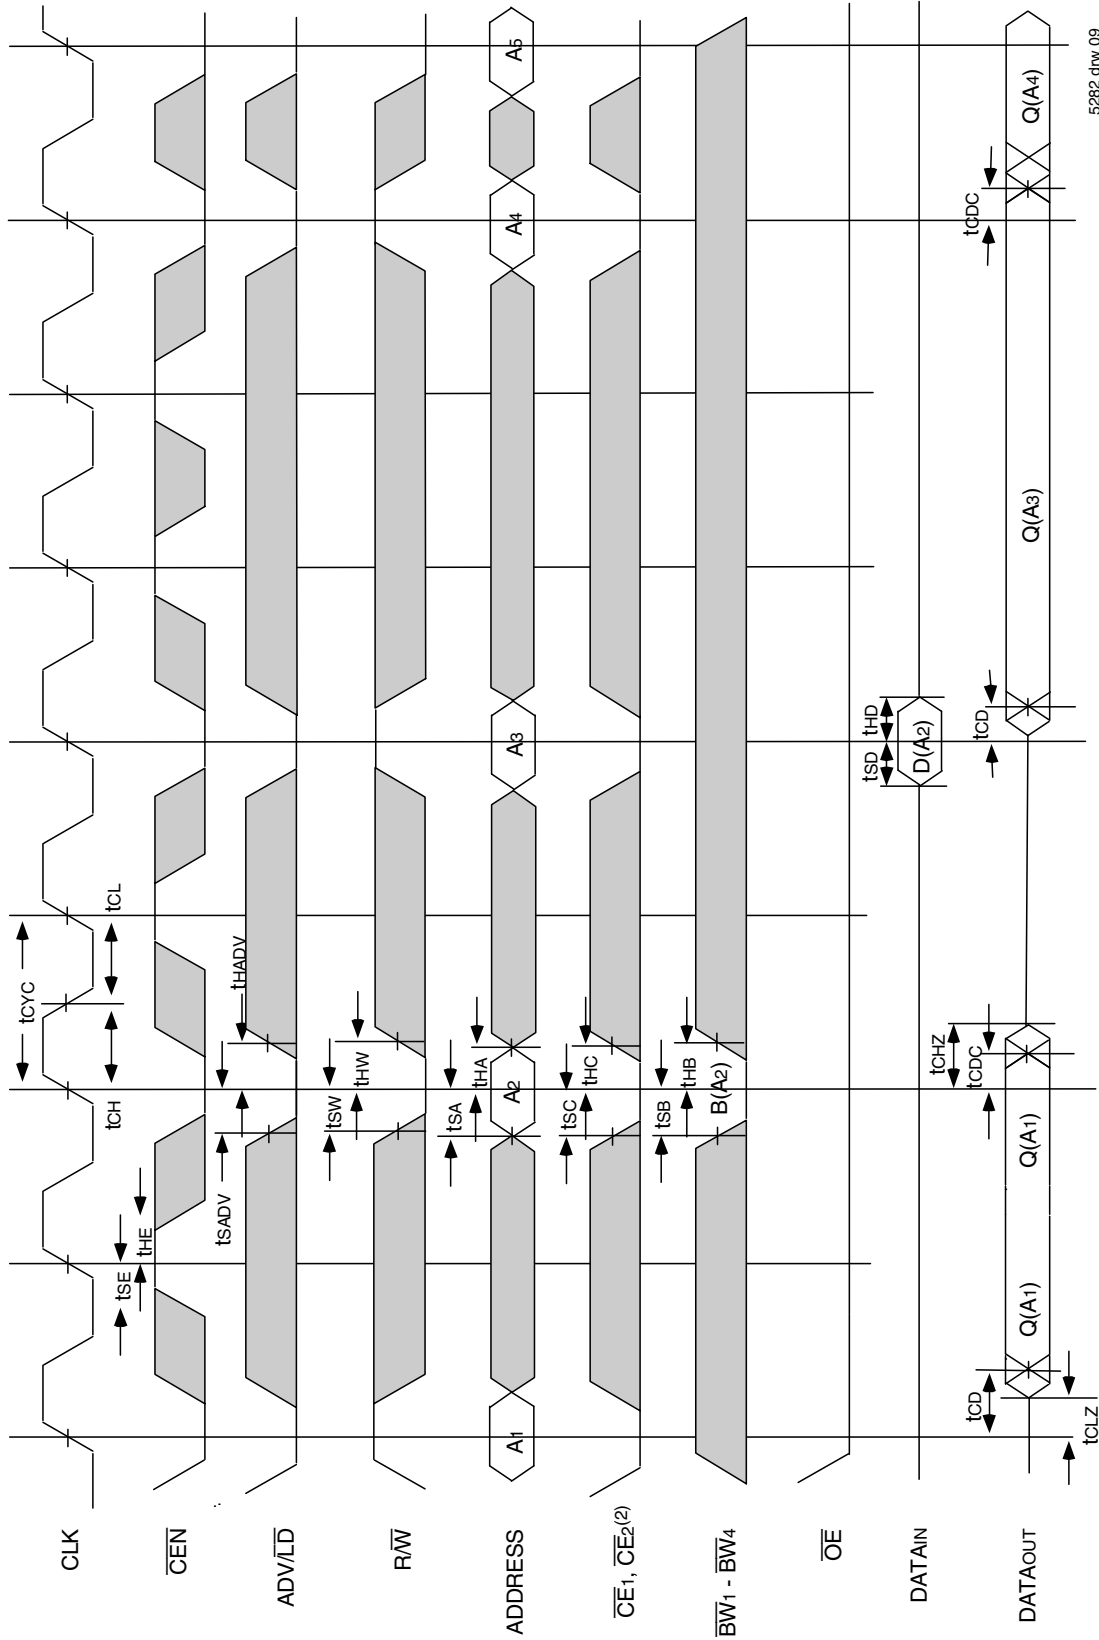 CLK
tCYC
tCH
tCL
CEN
tSE
tHE
ADV/LD
tSADV
tHADV
R/W
tSW
tHW
ADDRESS
A1
A2
A3
A4
A5
tSA
tHA
CE1, CE2(2)
tSC
tHC
BW1 - BW4
tSB
tHB
B(A2)
OE
DATAIN
tSD
tHD
D(A2)
DATAOUT
tCD
tCLZ
Q(A1)
Q(A1)
tCHZ
tCDC
tCD
Q(A3)
tCDC
Q(A4)
5282 drw 09